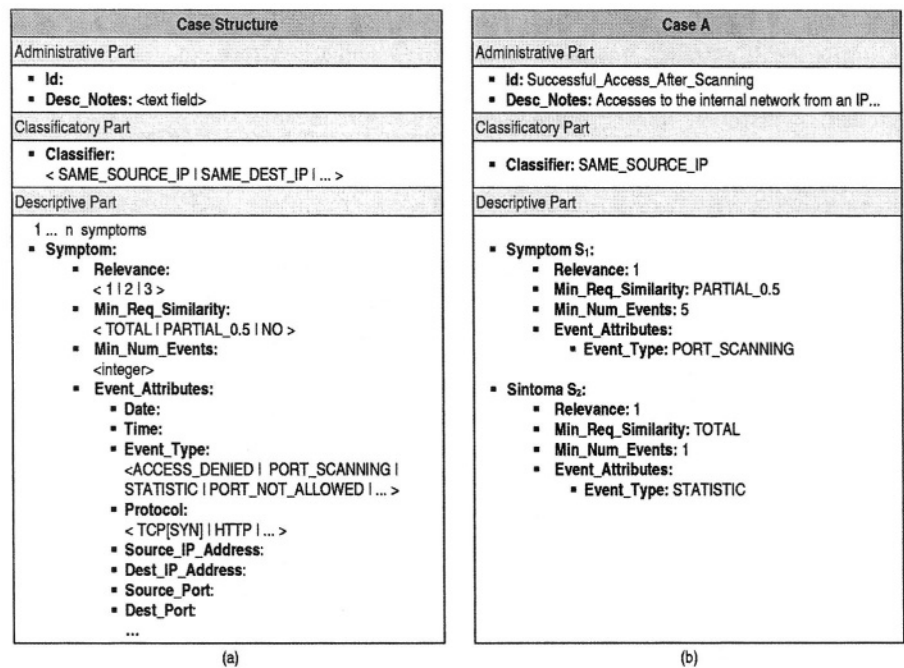 Case Structure
Administrative Part
▪ Id:
▪ Desc_Notes: <text field>
Classificatory Part
▪ Classifier:
< SAME_SOURCE_IP | SAME_DEST_IP | ... >
Descriptive Part
1 ... n symptoms
▪ Symptom:
▪ Relevance:
< 1 | 2 | 3 >
▪ Min_Req_Similarity:
< TOTAL | PARTIAL_0.5 | NO >
▪ Min_Num_Events:
<integer>
▪ Event_Attributes:
▪ Date:
▪ Time:
▪ Event_Type:
<ACCESS_DENIED | PORT_SCANNING |
STATISTIC | PORT_NOT_ALLOWED | ... >
▪ Protocol:
< TCP[SYN] | HTTP | ... >
▪ Source_IP_Address:
▪ Dest_IP_Address:
▪ Source_Port:
▪ Dest_Port:
...
(a)
Case A
Administrative Part
▪ Id: Successful_Access_After_Scanning
▪ Desc_Notes: Accesses to the internal network from an IP...
Classificatory Part
▪ Classifier: SAME_SOURCE_IP
Descriptive Part
▪ Symptom S₁:
▪ Relevance: 1
▪ Min_Req_Similarity: PARTIAL_0.5
▪ Min_Num_Events: 5
▪ Event_Attributes:
▪ Event_Type: PORT_SCANNING
▪ Sintoma S₂:
▪ Relevance: 1
▪ Min_Req_Similarity: TOTAL
▪ Min_Num_Events: 1
▪ Event_Attributes:
▪ Event_Type: STATISTIC
(b)